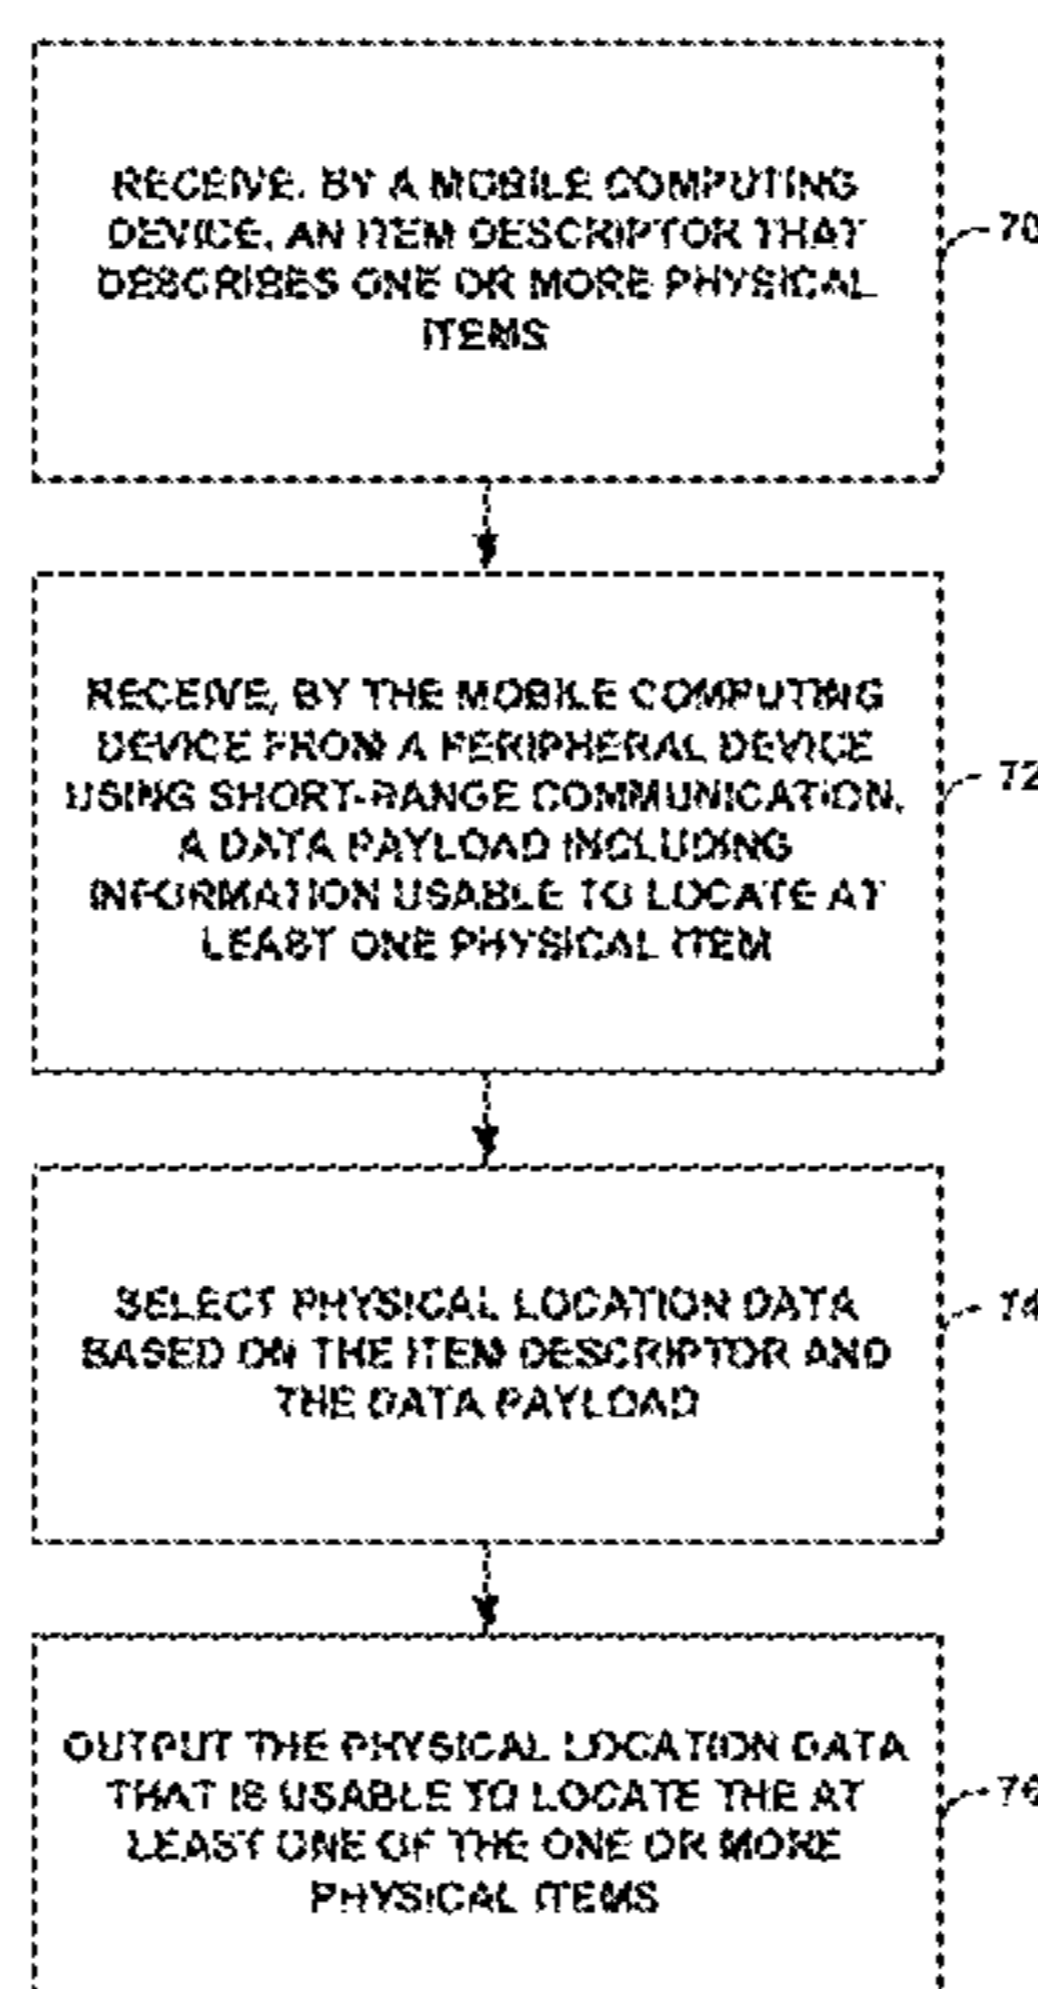 RECEIVE, BY A MOBILE COMPUTING
DEVICE, AN ITEM DESCRIPTOR THAT
DESCRIBES ONE OR MORE PHYSICAL
ITEMS
70
RECEIVE, BY THE MOBILE COMPUTING
DEVICE FROM A PERIPHERAL DEVICE
USING SHORT-RANGE COMMUNICATION,
A DATA PAYLOAD INCLUDING
INFORMATION USABLE TO LOCATE AT
LEAST ONE PHYSICAL ITEM
72
SELECT PHYSICAL LOCATION DATA
BASED ON THE ITEM DESCRIPTOR AND
THE DATA PAYLOAD
74
OUTPUT THE PHYSICAL LOCATION DATA
THAT IS USABLE TO LOCATE THE AT
LEAST ONE OF THE ONE OR MORE
PHYSICAL ITEMS
76